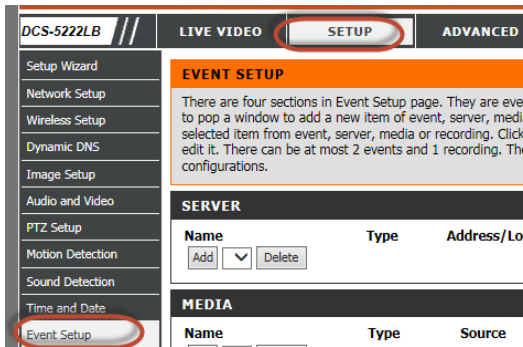 DCS-5222LB // LIVE VIDEO SETUP ADVANCED
Setup Wizard
Network Setup
Wireless Setup
Dynamic DNS
Image Setup
Audio and Video
PTZ Setup
Motion Detection
Sound Detection
Time and Date
Event Setup
EVENT SETUP
There are four sections in Event Setup page. They are eve
to pop a window to add a new item of event, server, medi
selected item from event, server, media or recording. Click
edit it. There can be at most 2 events and 1 recording. The
configurations.
SERVER
Name Type Address/Lo
Add Delete
MEDIA
Name Type Source